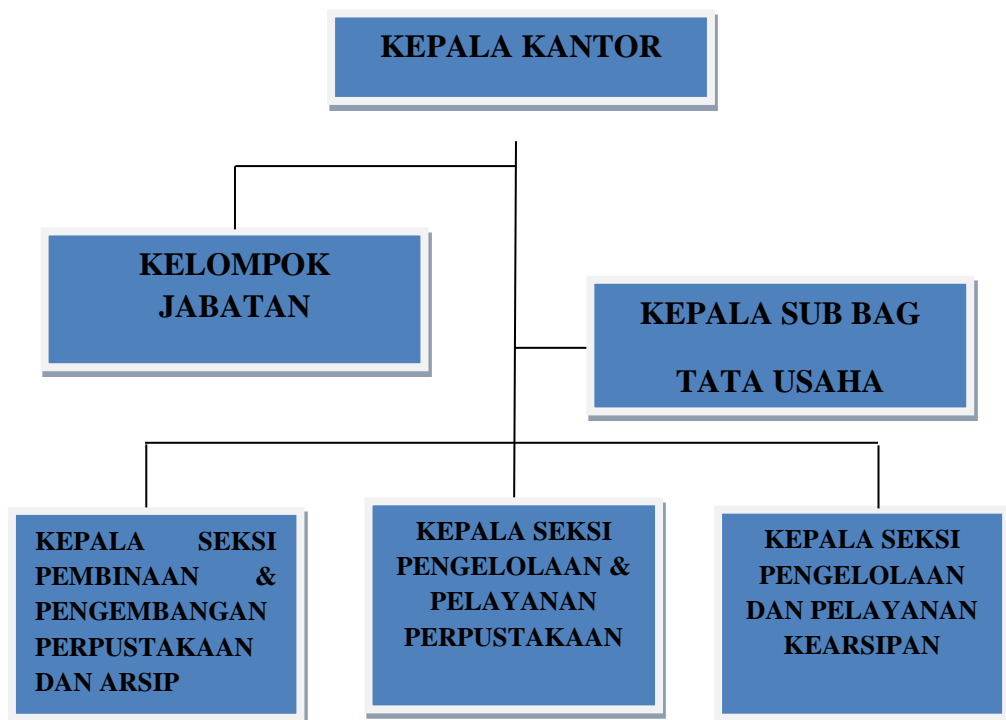 KEPALA KANTOR
KELOMPOK
JABATAN
KEPALA SUB BAG
TATA USAHA
KEPALA SEKSI
PEMBINAAN &
PENGEMBANGAN
PERPUSTAKAAN
DAN ARSIP
KEPALA SEKSI
PENGELOLAAN &
PELAYANAN
PERPUSTAKAAN
KEPALA SEKSI
PENGELOLAAN
DAN PELAYANAN
KEARSIPAN